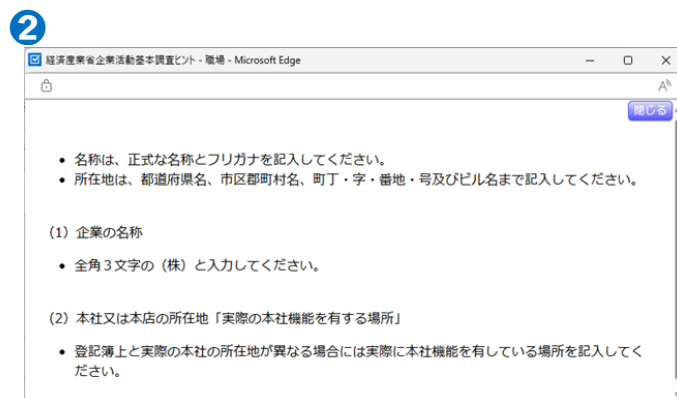 2
経済産業省企業活動基本調査ヒント - 職場 - Microsoft Edge
閉じる
• 名称は、正式な名称とフリガナを記入してください。
• 所在地は、都道府県名、市区郡町村名、町丁・字・番地・号及びビル名まで記入してください。
(1) 企業の名称
• 全角３文字の（株）と入力してください。
(2) 本社又は本店の所在地「実際の本社機能を有する場所」
• 登記簿上と実際の本社の所在地が異なる場合には実際に本社機能を有している場所を記入してく
ださい。